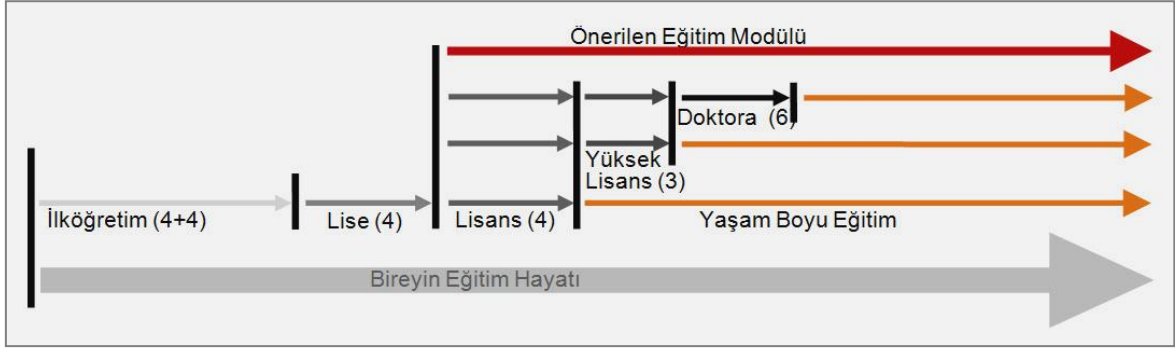 Önerilen Eğitim Modülü
Doktora (6)
Yüksek
Lisans (3)
İlköğretim (4+4)
Lise (4)
Lisans (4)
Yaşam Boyu Eğitim
Bireyin Eğitim Hayatı